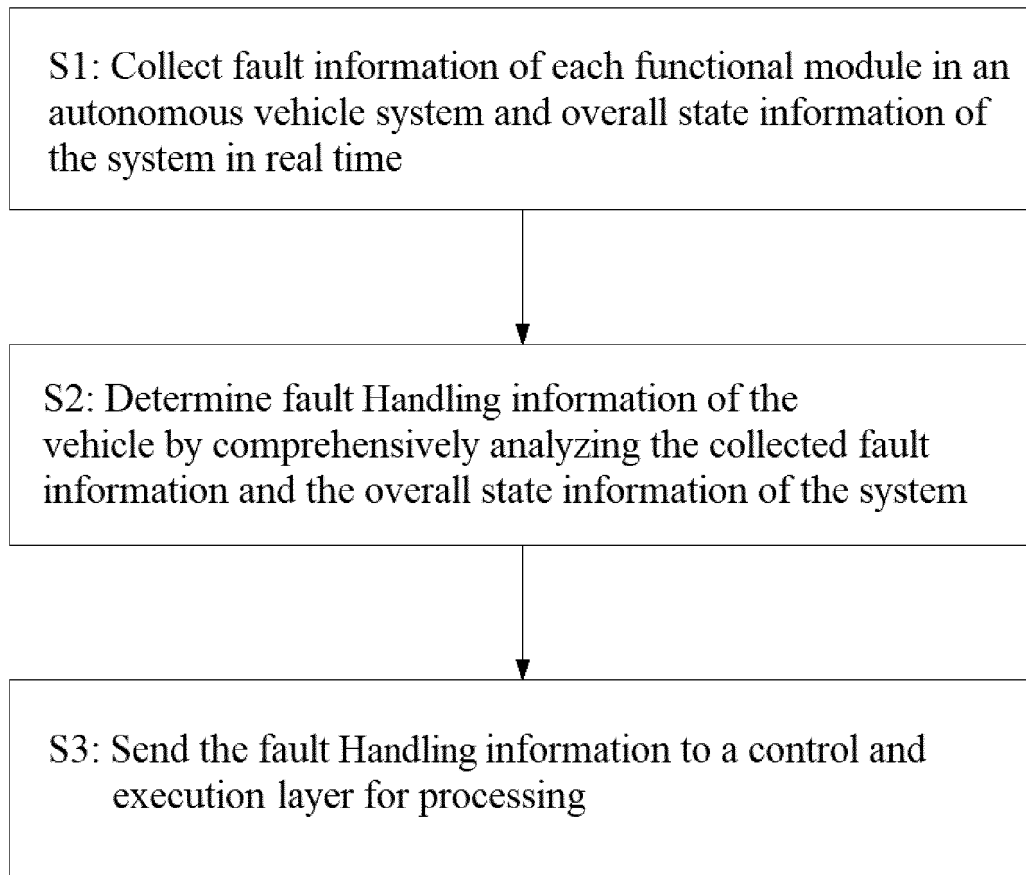 S1: Collect fault information of each functional module in an
autonomous vehicle system and overall state information of
the system in real time
S2: Determine fault Handling information of the
vehicle by comprehensively analyzing the collected fault
information and the overall state information of the system
S3: Send the fault Handling information to a control and
execution layer for processing